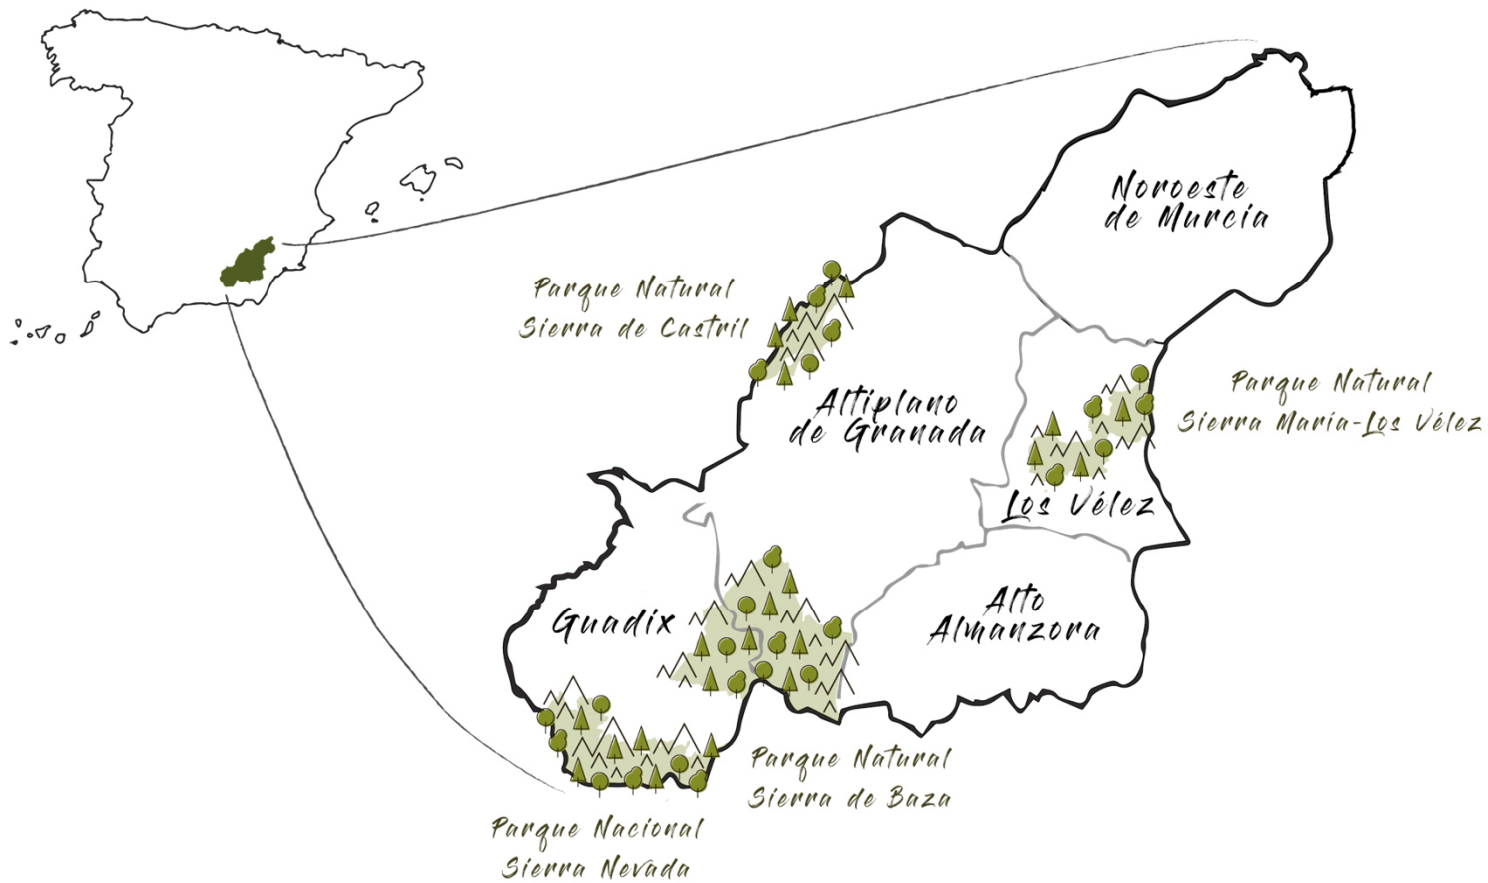 Noroeste
de Murcia
Parque Natural
Sierra de Castril
Altiplano
de Granada
Parque Natural
Sierra María-Los Vélez
Los Vélez
Guadix
Alto
Almanzora
Parque Natural
Sierra de Baza
Parque Nacional
Sierra Nevada